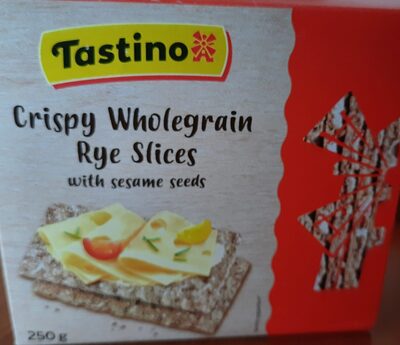 Tastino
Crispy Wholegrain
Rye Slices
with sesame seeds
250 g